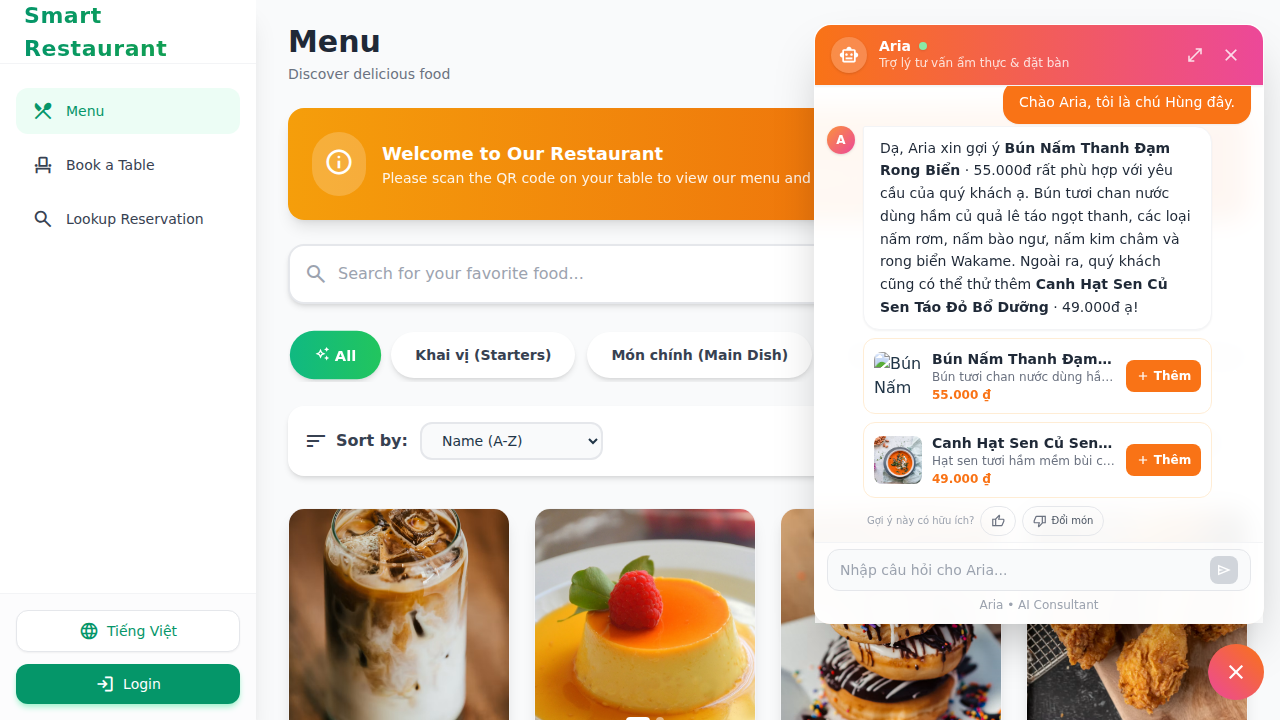 Smart
Restaurant
Menu
Book a Table
Lookup Reservation
Tiếng Việt
Login
Menu
Discover delicious food
Welcome to Our Restaurant
Please scan the QR code on your table to view our menu and
Search for your favorite food...
All
Khai vị (Starters)
Món chính (Main Dish)
Sort by:
Name (A-Z)
Aria
Trợ lý tư vấn ẩm thực & đặt bàn
Chào Aria, tôi là chú Hùng đây.
A
Dạ, Aria xin gợi ý Bún Nấm Thanh Đạm
Rong Biển · 55.000đ rất phù hợp với yêu
cầu của quý khách ạ. Bún tươi chan nước
dùng hầm củ quả lê táo ngọt thanh, các loại
nấm rơm, nấm bào ngư, nấm kim châm và
rong biển Wakame. Ngoài ra, quý khách
cũng có thể thử thêm Canh Hạt Sen Củ
Sen Táo Đỏ Bổ Dưỡng · 49.000đ ạ!
Bún
Nấm
Bún Nấm Thanh Đạm...
Bún tươi chan nước dùng hầ...
55.000 ₫
+ Thêm
Canh Hạt Sen Củ Sen...
Hạt sen tươi hầm mềm bùi c...
49.000 ₫
+ Thêm
Gợi ý này có hữu ích?
Đổi món
Nhập câu hỏi cho Aria...
Aria • AI Consultant